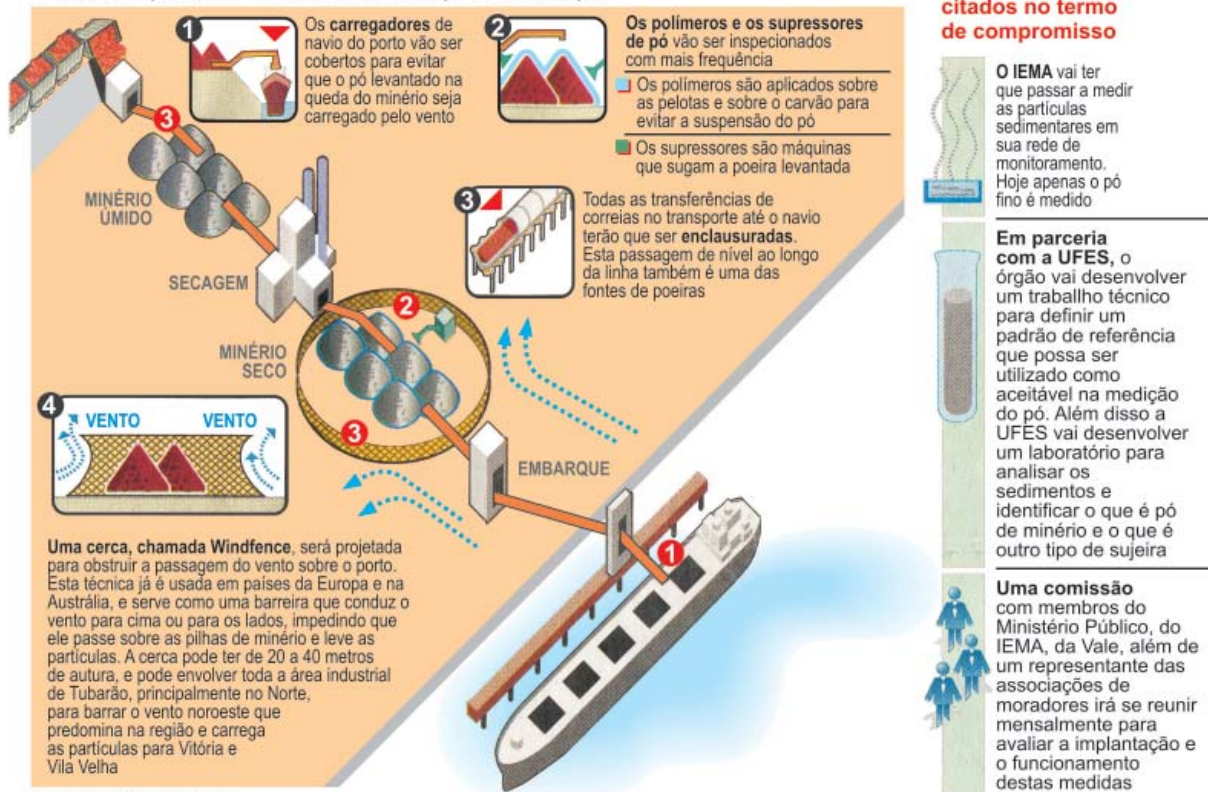 1
Os carregadores de
navio do porto vão ser
cobertos para evitar
que o pó levantado na
queda do minério seja
carregado pelo vento
2
Os polímeros e os supressores
de pó vão ser inspecionados
com mais frequência
Os polímeros são aplicados sobre
as pelotas e sobre o carvão para
evitar a suspensão do pó
Os supressores são máquinas
que sugam a poeira levantada
3
Todas as transferências de
correias no transporte até o navio
terão que ser enclausuradas.
Esta passagem de nível ao longo
da linha também é uma das
fontes de poeiras
3
MINÉRIO
ÚMIDO
SECAGEM
2
MINÉRIO
SECO
3
EMBARQUE
1
4
VENTO
VENTO
Uma cerca, chamada Windfence, será projetada
para obstruir a passagem do vento sobre o porto.
Esta técnica já é usada em países da Europa e na
Austrália, e serve como uma barreira que conduz o
vento para cima ou para os lados, impedindo que
ele passe sobre as pilhas de minério e leve as
partículas. A cerca pode ter de 20 a 40 metros
de autura, e pode envolver toda a área industrial
de Tubarão, principalmente no Norte,
para barrar o vento noroeste que
predomina na região e carrega
as partículas para Vitória e
Vila Velha
citados no termo
de compromisso
O IEMA vai ter
que passar a medir
as partículas
sedimentares em
sua rede de
monitoramento.
Hoje apenas o pó
fino é medido
Em parceria
com a UFES, o
órgão vai desenvolver
um traballho técnico
para definir um
padrão de referência
que possa ser
utilizado como
aceitável na medição
do pó. Além disso a
UFES vai desenvolver
um laboratório para
analisar os
sedimentos e
identificar o que é pó
de minério e o que é
outro tipo de sujeira
Uma comissão
com membros do
Ministério Público, do
IEMA, da Vale, além de
um representante das
associações de
moradores irá se reunir
mensalmente para
avaliar a implantação e
o funcionamento
destas medidas